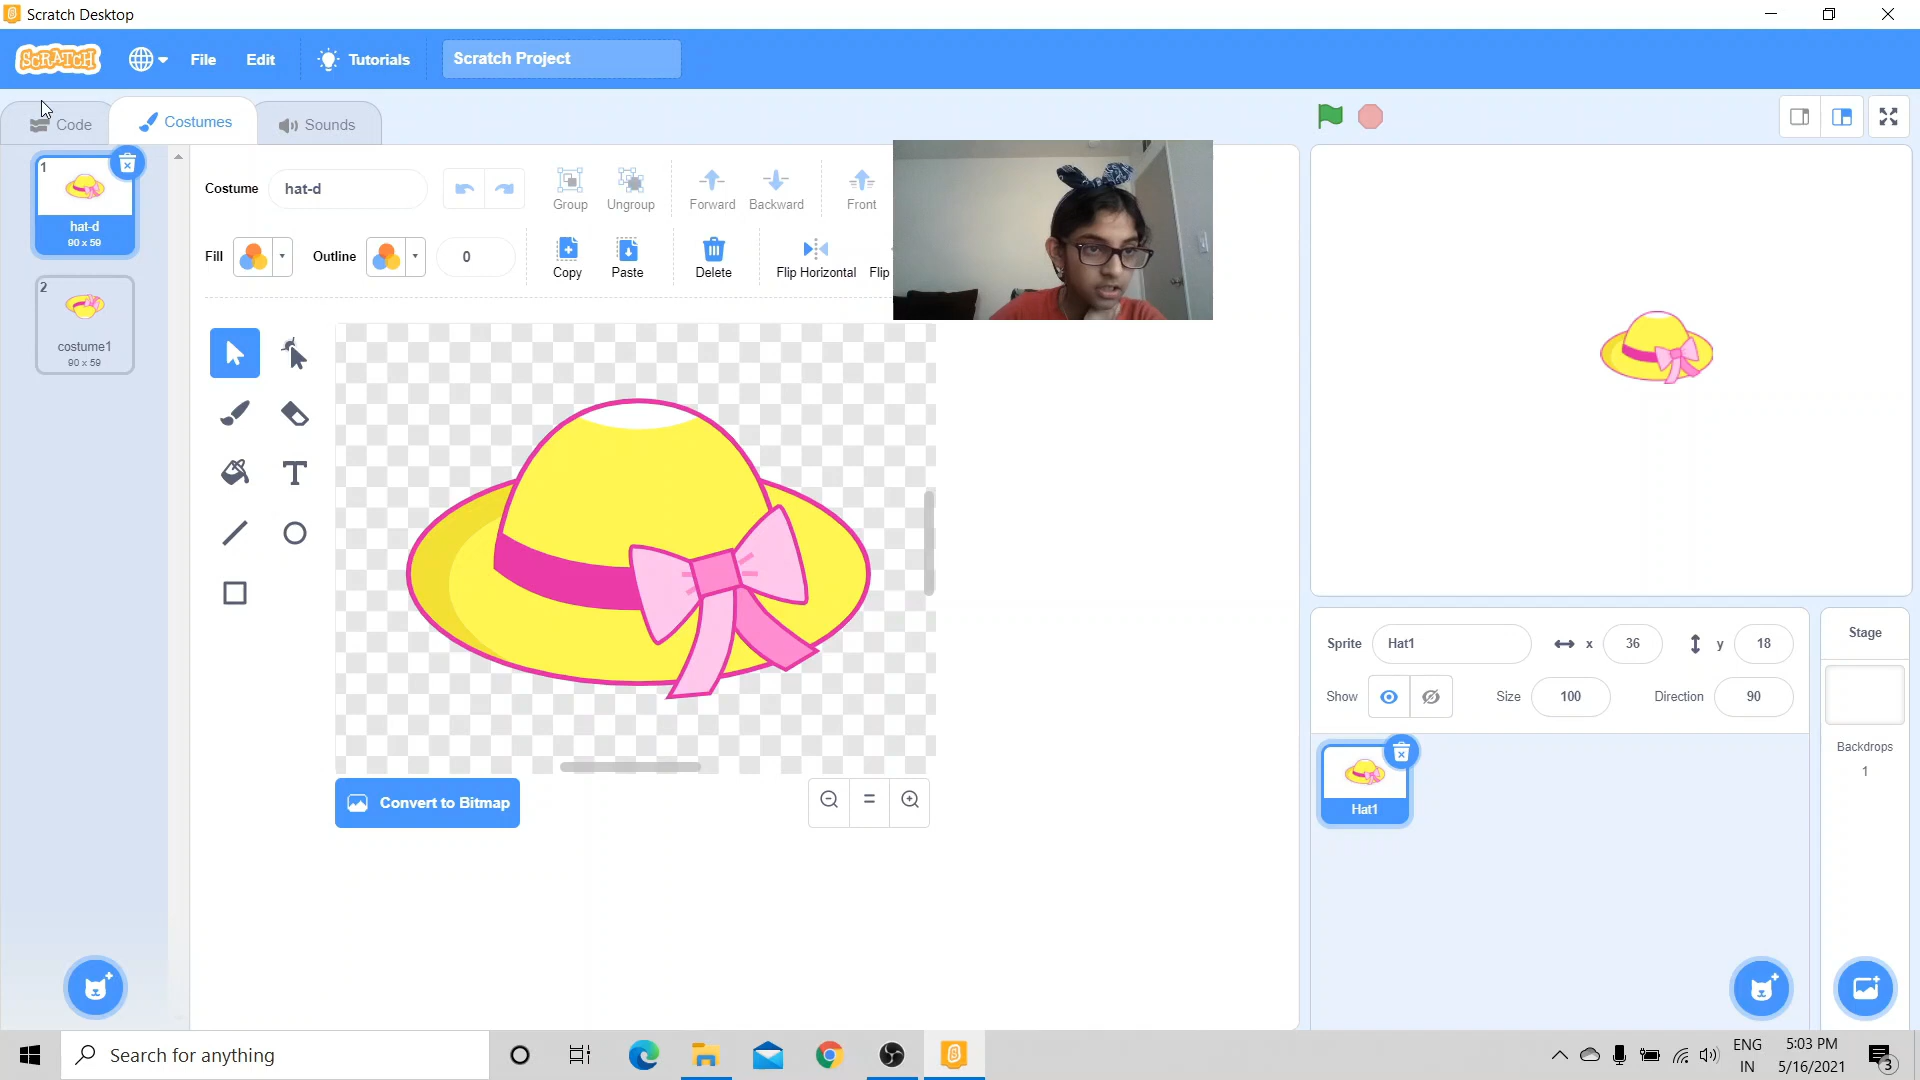 Scratch Desktop
SCRATCH File Edit Tutorials Scratch Project
Code Costumes Sounds
1
hat-d
90 x 59
2
costume1
90 x 59
Costume hat-d
Group Ungroup Forward Backward Front
Fill Outline 0
Copy Paste Delete Flip Horizontal Flip
Convert to Bitmap
Sprite Hat1 x 36 y 18
Show Size 100 Direction 90
Hat1
Stage
Backdrops
1
Search for anything
ENG
IN
5:03 PM
5/16/2021
3